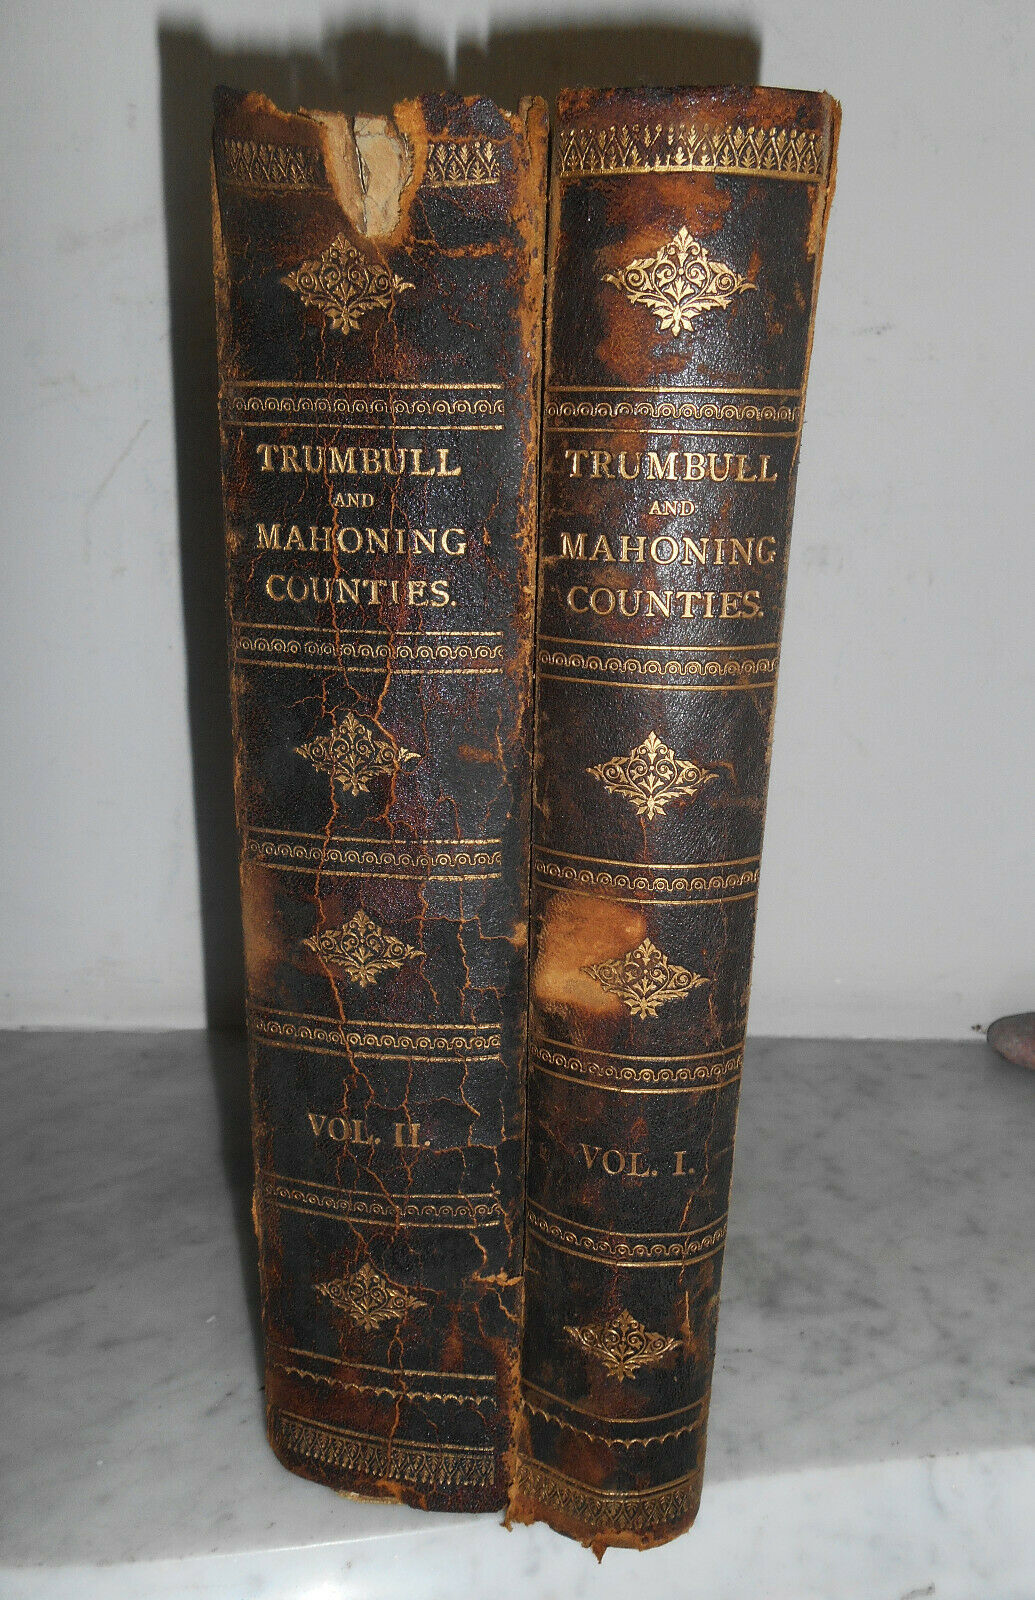 TRUMBULL
AND
MAHONING
COUNTIES.
VOL. II.
TRUMBULL
AND
MAHONING
COUNTIES.
VOL. I.